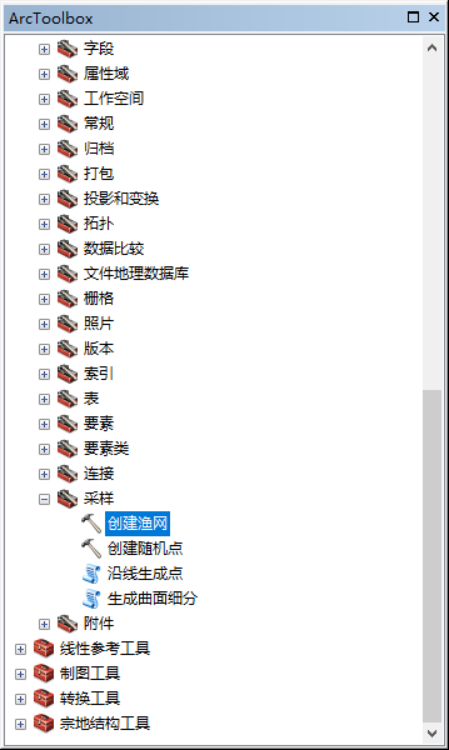 ArcToolbox
字段
属性域
工作空间
常规
归档
打包
投影和变换
拓扑
数据比较
文件地理数据库
栅格
照片
版本
索引
表
要素
要素类
连接
采样
创建渔网
创建随机点
沿线生成点
生成曲面细分
附件
线性参考工具
制图工具
转换工具
宗地结构工具